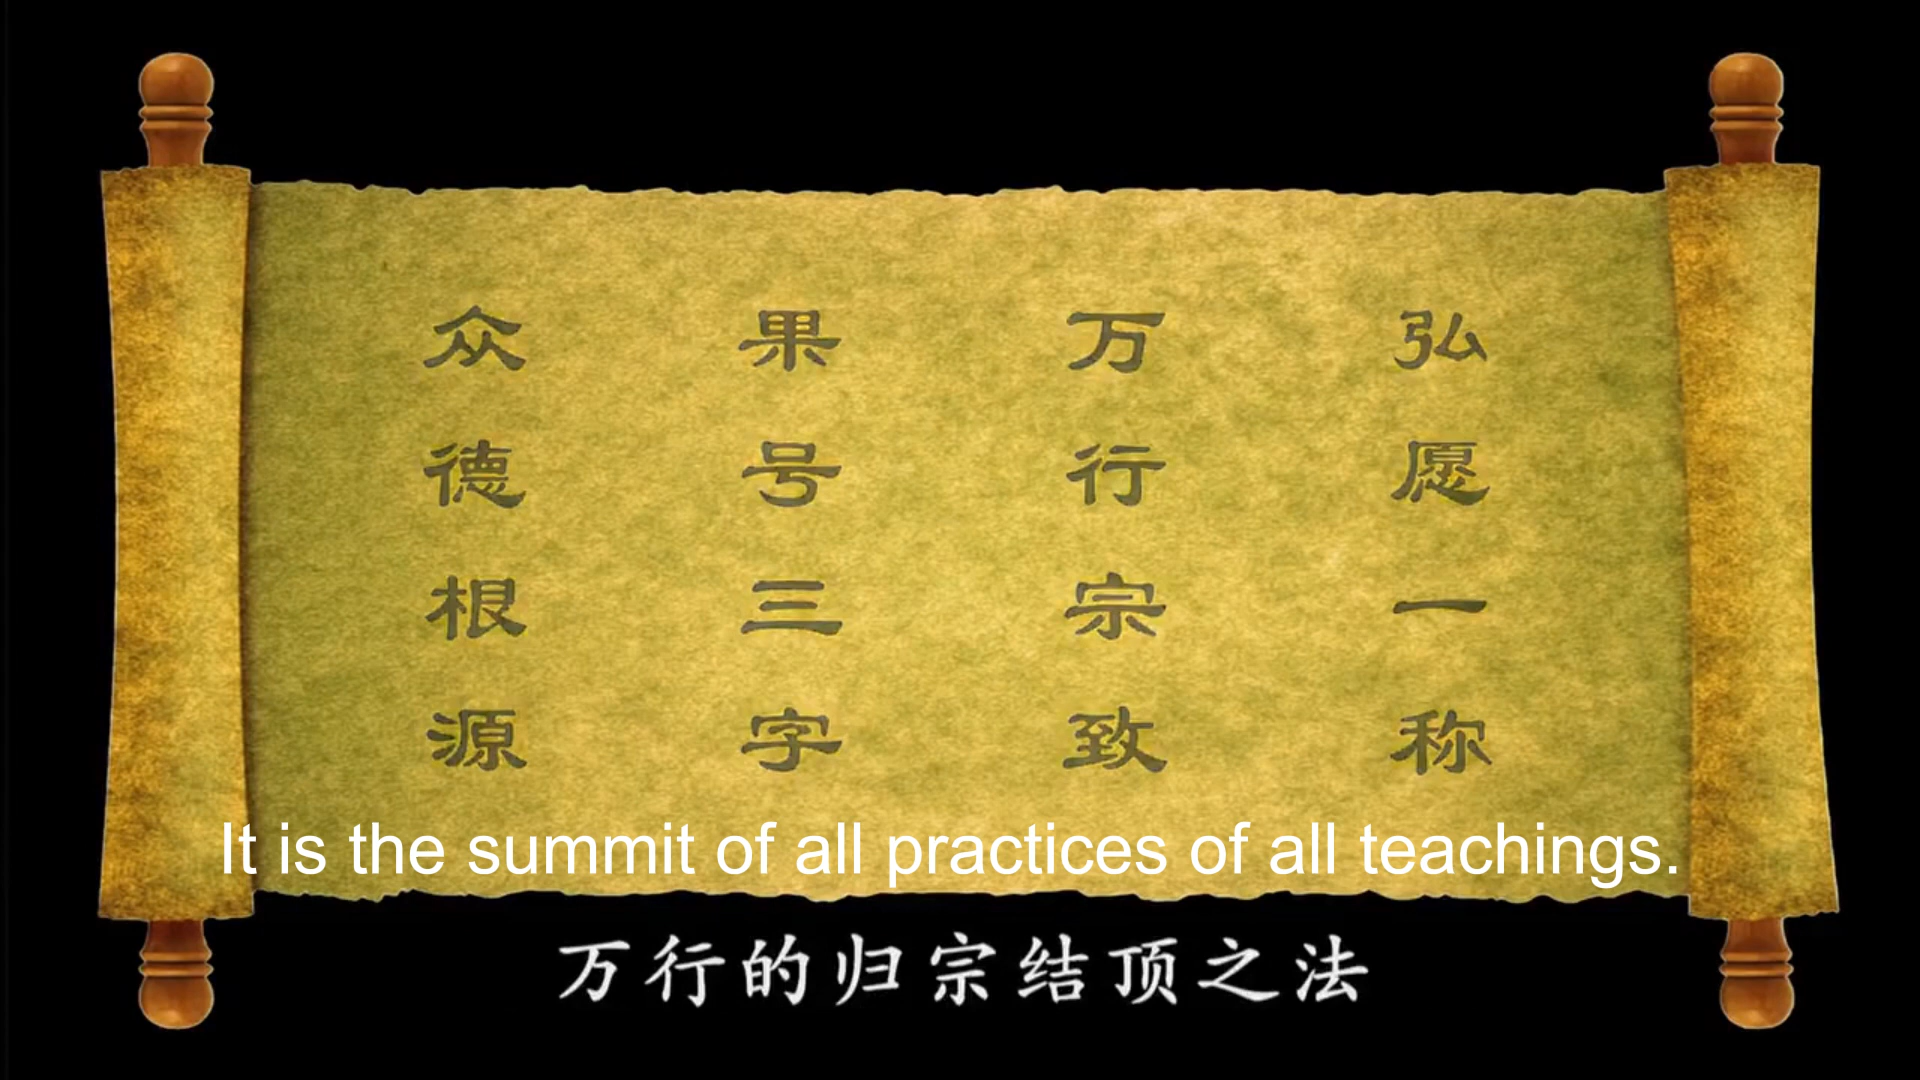 弘愿一称
万行宗致
果号三字
众德根源
It is the summit of all practices of all teachings.
万行的归宗结顶之法